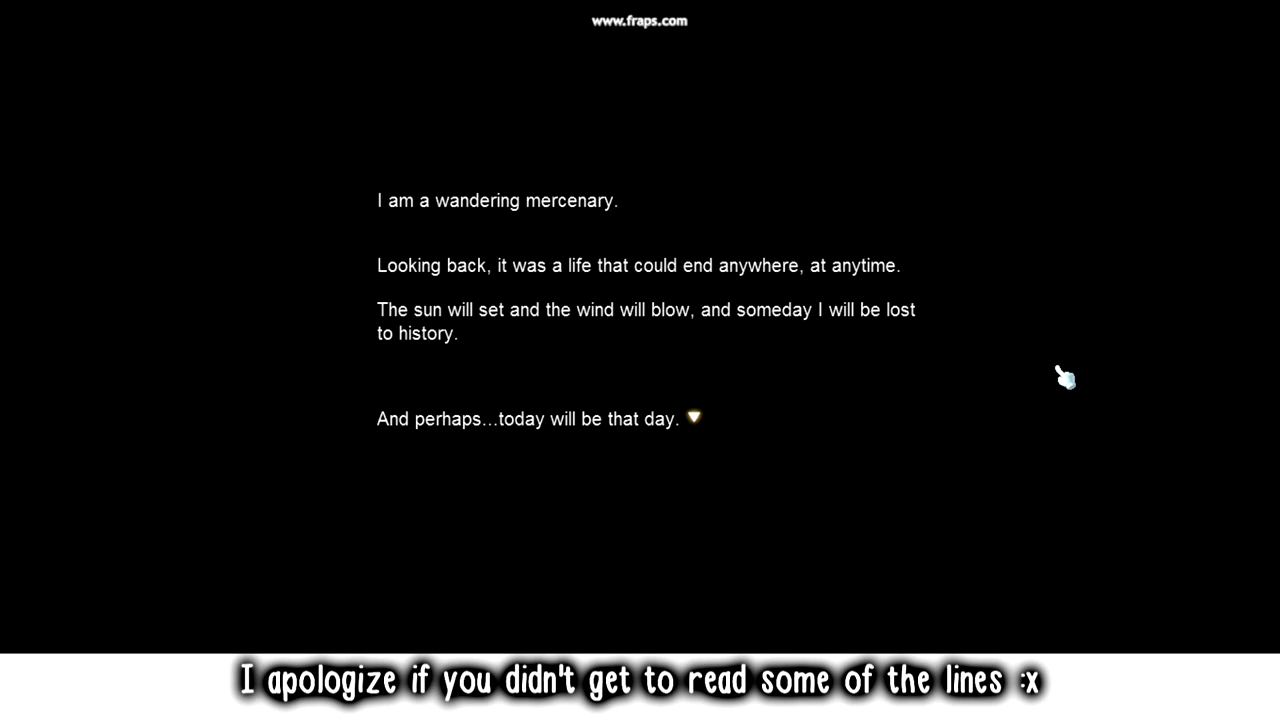 www.fraps.com
I am a wandering mercenary.
Looking back, it was a life that could end anywhere, at anytime.
The sun will set and the wind will blow, and someday I will be lost
to history.
And perhaps...today will be that day.
I apologize if you didn't get to read some of the lines :x